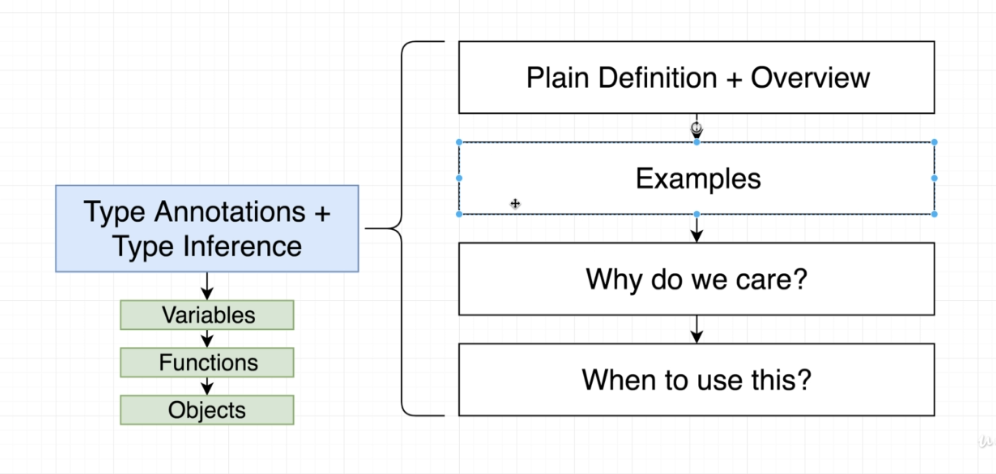 Plain Definition + Overview
Examples
Type Annotations +
Type Inference
Why do we care?
Variables
Functions
When to use this?
Objects